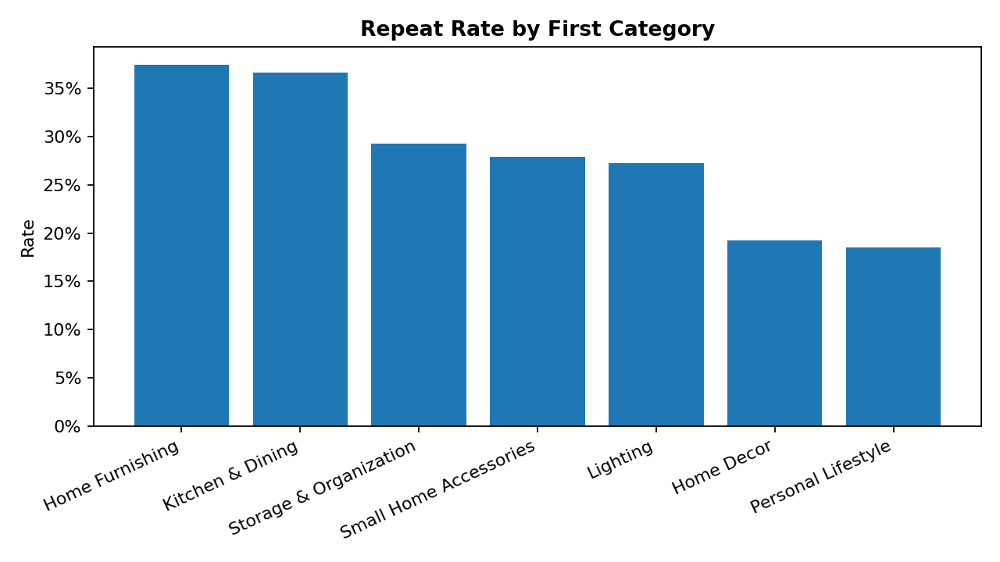 Repeat Rate by First Category
Rate
35%
30%
25%
20%
15%
10%
5%
0%
Home Furnishing
Kitchen & Dining
Storage & Organization
Small Home Accessories
Lighting
Home Decor
Personal Lifestyle